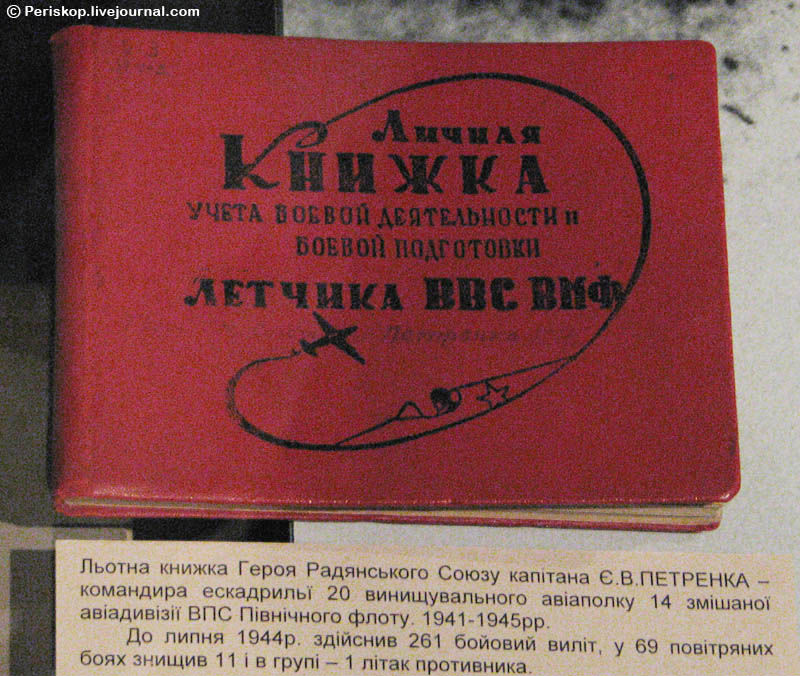 © Periskop.livejournal.com
Личная
Книжка
УЧЕТА БОЕВОЙ ДЕЯТЕЛЬНОСТИ И
БОЕВОЙ ПОДГОТОВКИ
ЛЕТЧИКА ВВС ВМФ
Льотна книжка Героя Радянського Союзу капітана Є.В.ПЕТРЕНКА –
командира ескадрильї 20 винищувального авіаполку 14 змішаної
авіадивізії ВПС Північного флоту. 1941-1945рр.
До липня 1944р. здійснив 261 бойовий виліт, у 69 повітряних
боях знищив 11 і в групі – 1 літак противника.